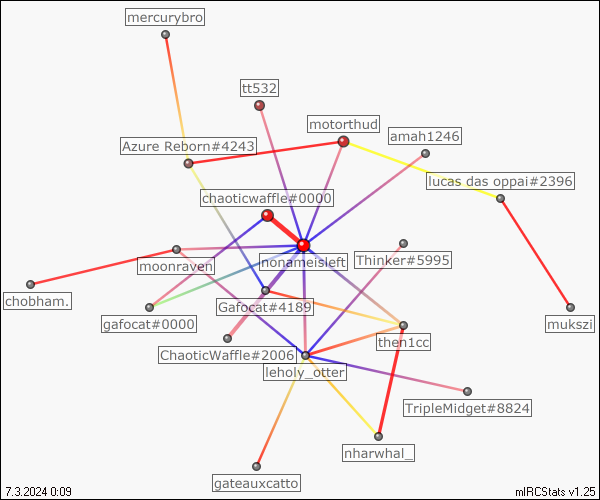 mercurybro
tt532
motorthud
amah1246
Azure Reborn#4243
lucas das oppai#2396
chaoticwaffle#0000
nonameisleft
Thinker#5995
moonraven
chobham.
Gafocat#4189
gafocat#0000
mukszi
then1cc
ChaoticWaffle#2006
leholy_otter
TripleMidget#8824
nharwhal_
gateauxcatto
7.3.2024 0:09
mIRCStats v1.25